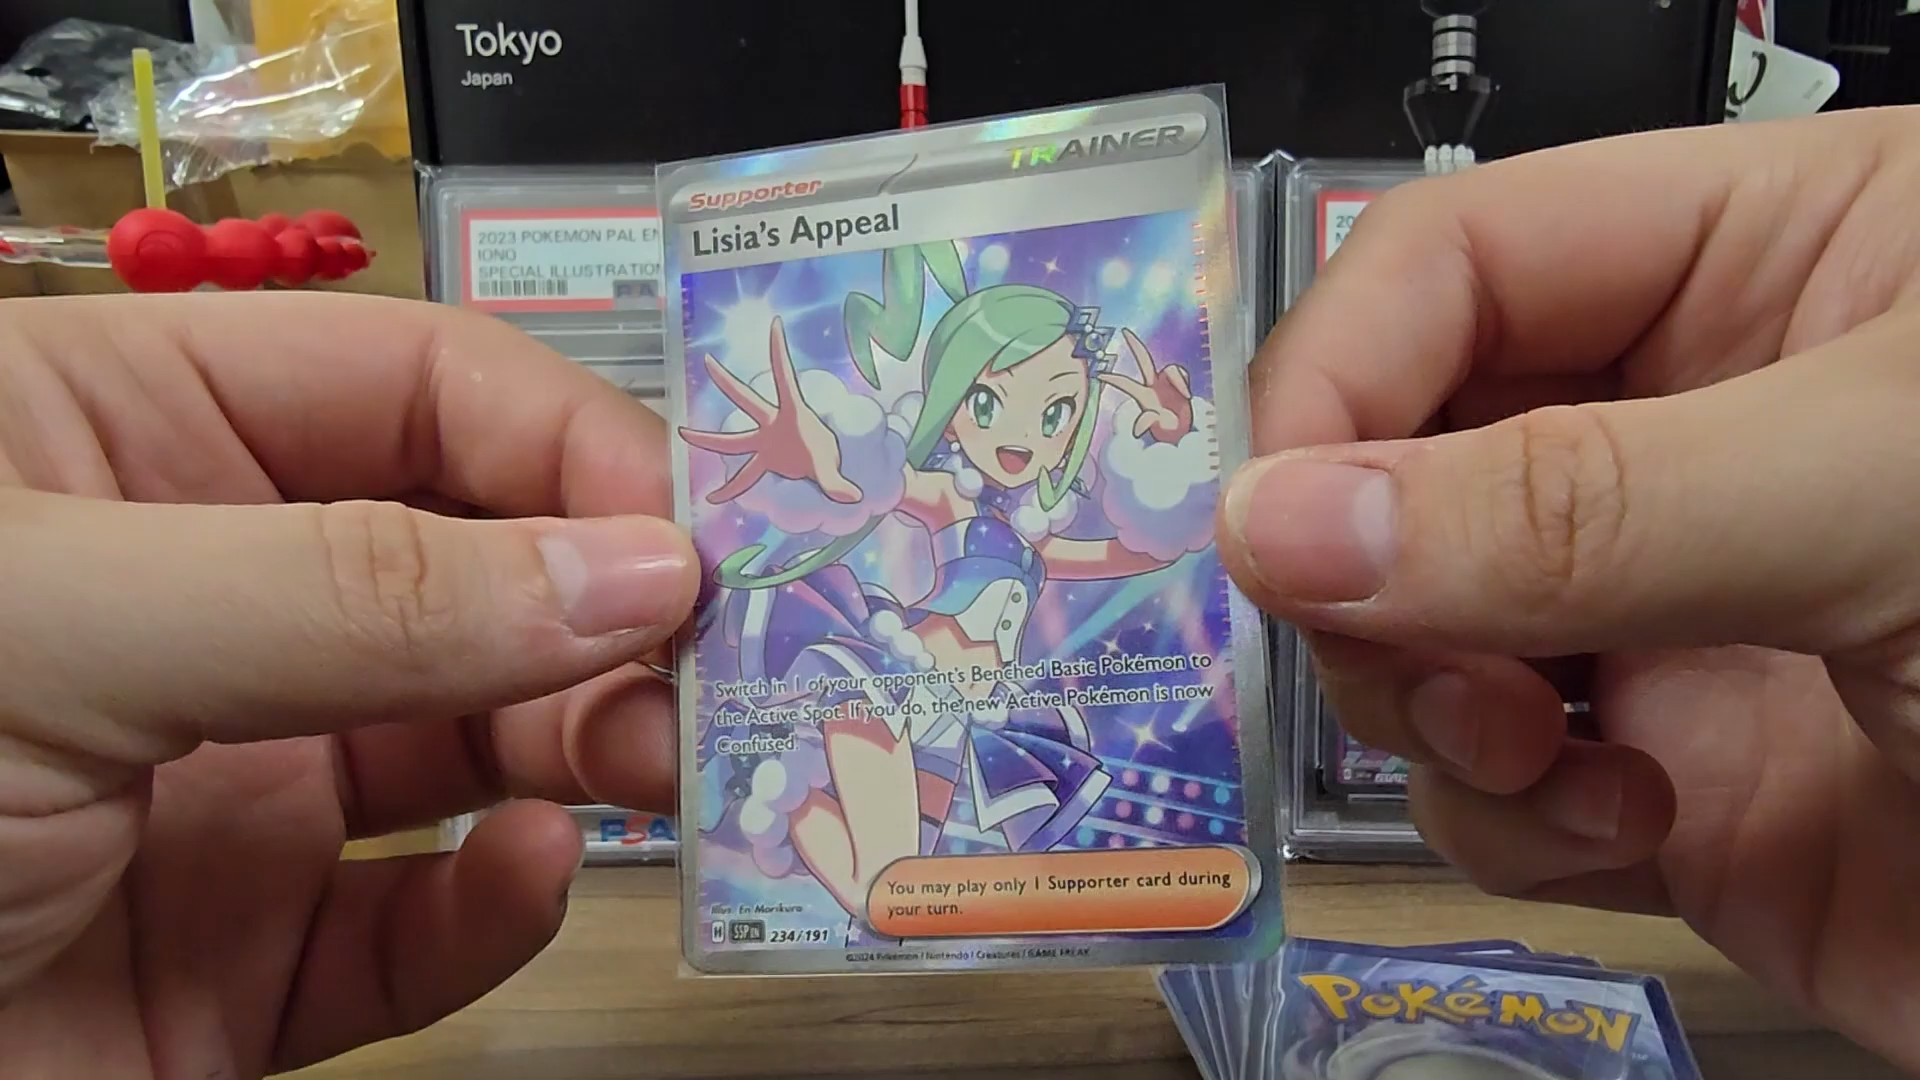 Tokyo
Japan
2023 POKEMON PAL EN
IONO
SPECIAL ILLUSTRATION
PSA
20
Supporter
TRAINER
Lisia's Appeal
Switch in 1 of your opponent's Benched Basic Pokémon to
the Active Spot. If you do, the new Active Pokémon is now
Confused.
You may play only 1 Supporter card during
your turn.
Illus. En Morikura
H SSP EN 234/191
©2024 Pokémon / Nintendo / Creatures / GAME FREAK
POKéMON